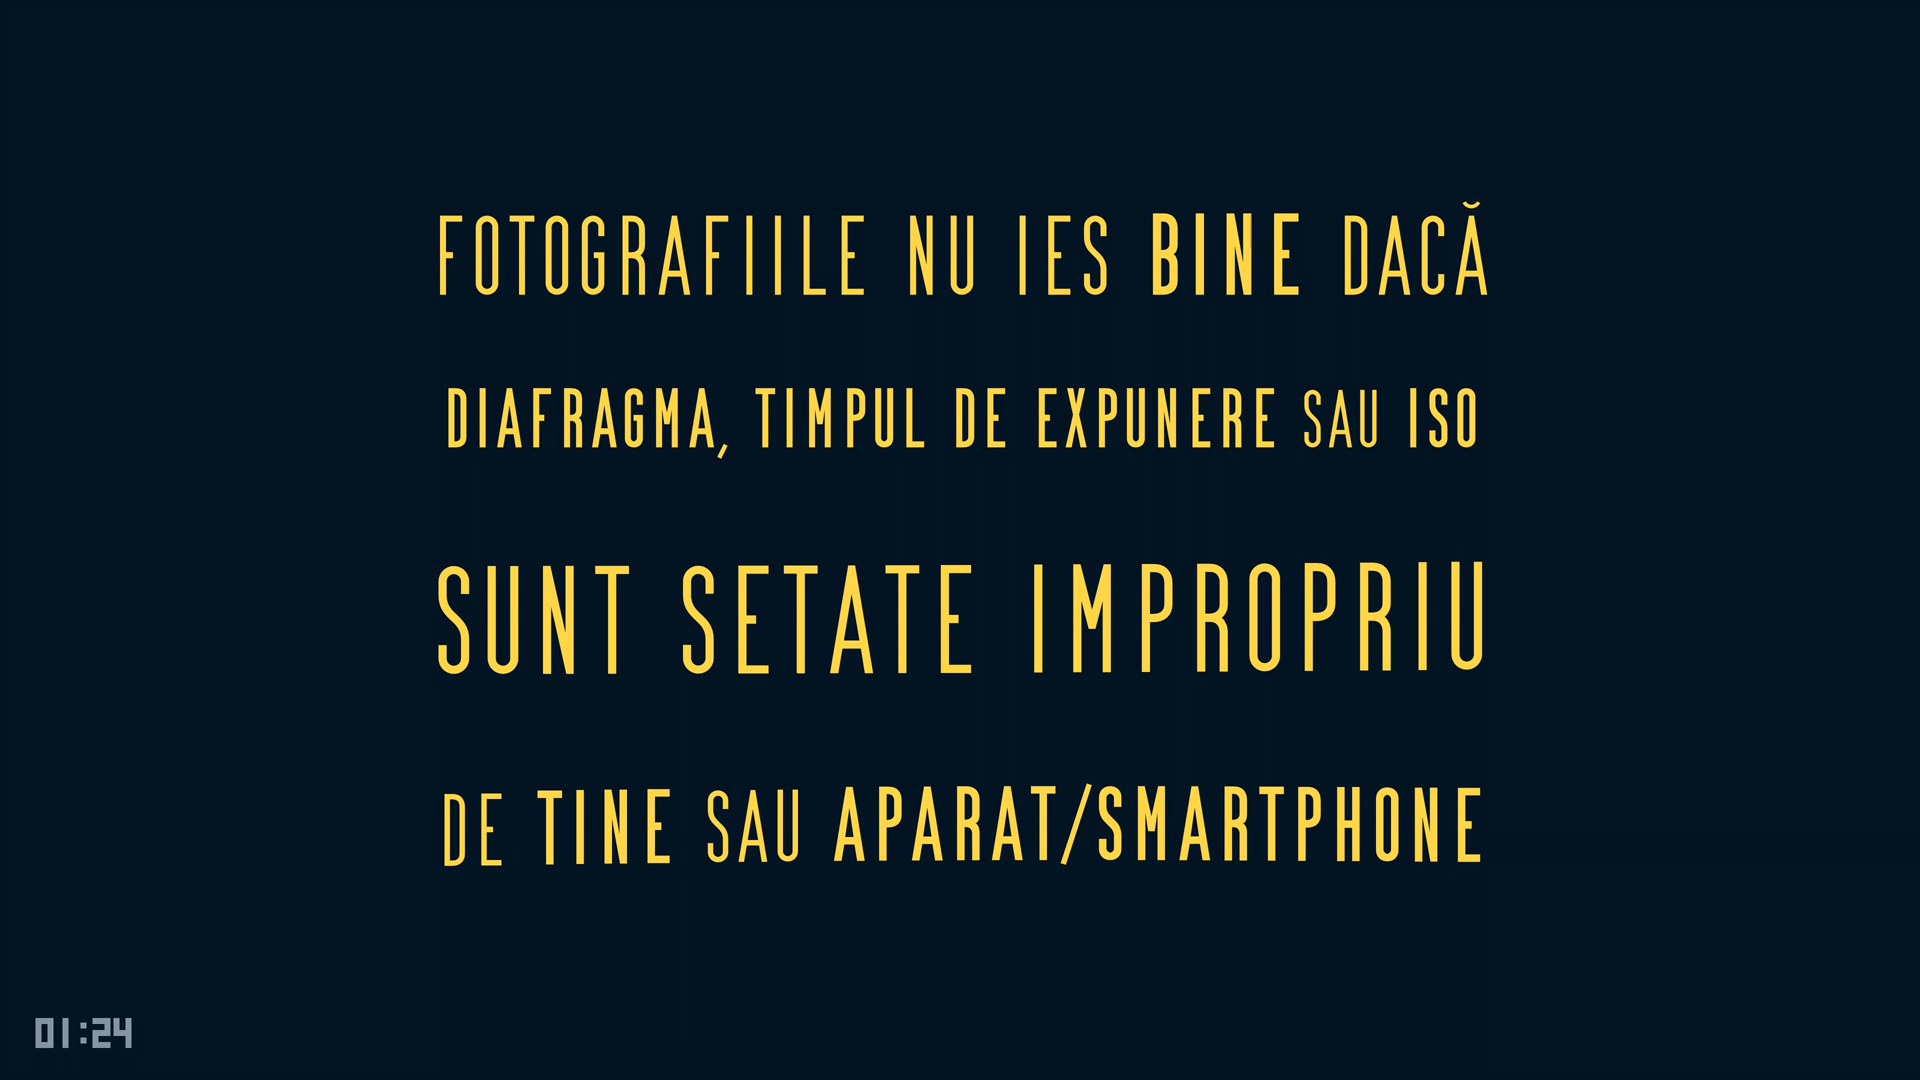 FOTOGRAFIILE NU IES BINE DACĂ
DIAFRAGMA, TIMPUL DE EXPUNERE SAU ISO
SUNT SETATE IMPROPRIU
DE TINE SAU APARAT/SMARTPHONE
01:24